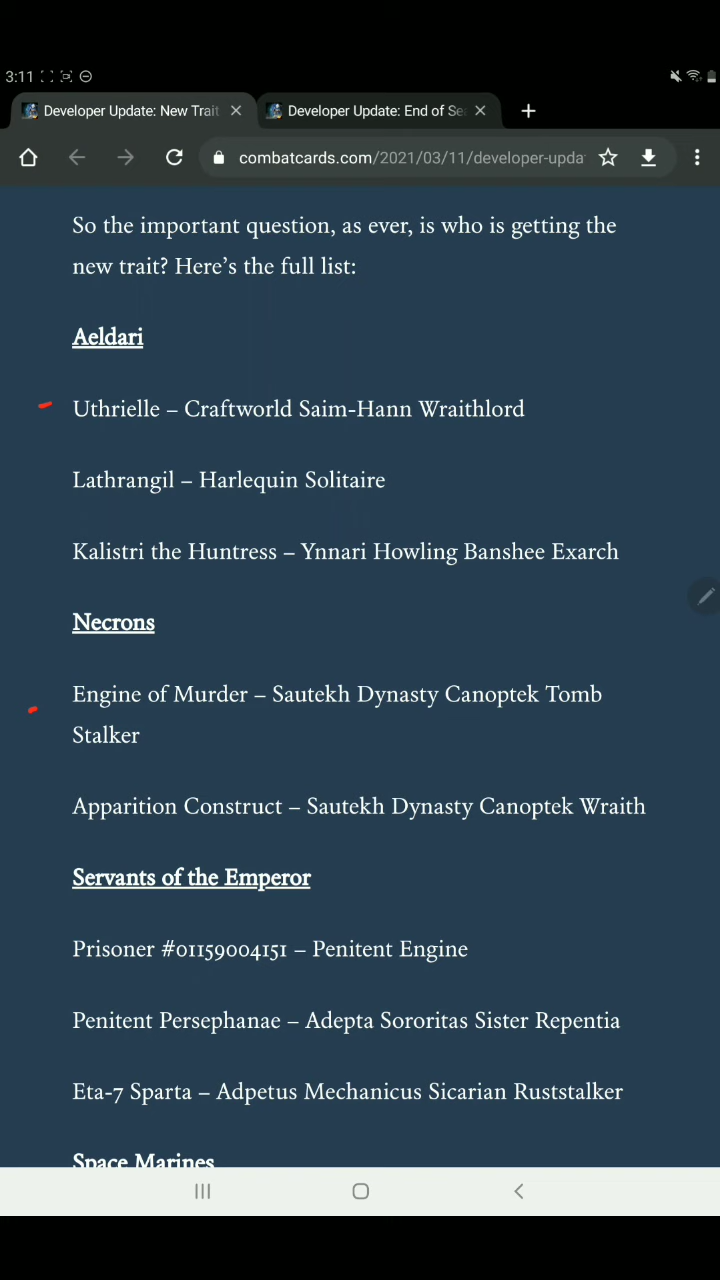 3:11
Developer Update: New Trait
Developer Update: End of Se
combatcards.com/2021/03/11/developer-upda
So the important question, as ever, is who is getting the
new trait? Here's the full list:
Aeldari
Uthrielle – Craftworld Saim-Hann Wraithlord
Lathrangil – Harlequin Solitaire
Kalistri the Huntress – Ynnari Howling Banshee Exarch
Necrons
Engine of Murder – Sautekh Dynasty Canoptek Tomb
Stalker
Apparition Construct – Sautekh Dynasty Canoptek Wraith
Servants of the Emperor
Prisoner #01159004151 – Penitent Engine
Penitent Persephanae – Adepta Sororitas Sister Repentia
Eta-7 Sparta – Adpetus Mechanicus Sicarian Ruststalker
Space Marines